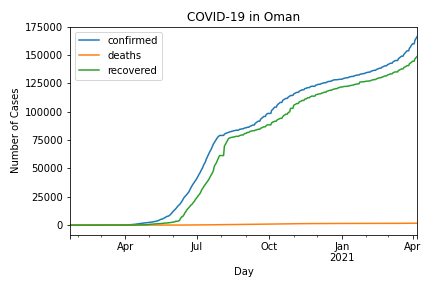 COVID-19 in Oman
175000
150000
125000
100000
75000
50000
25000
0
Number of Cases
confirmed
deaths
recovered
Apr
Jul
Oct
Jan
2021
Apr
Day